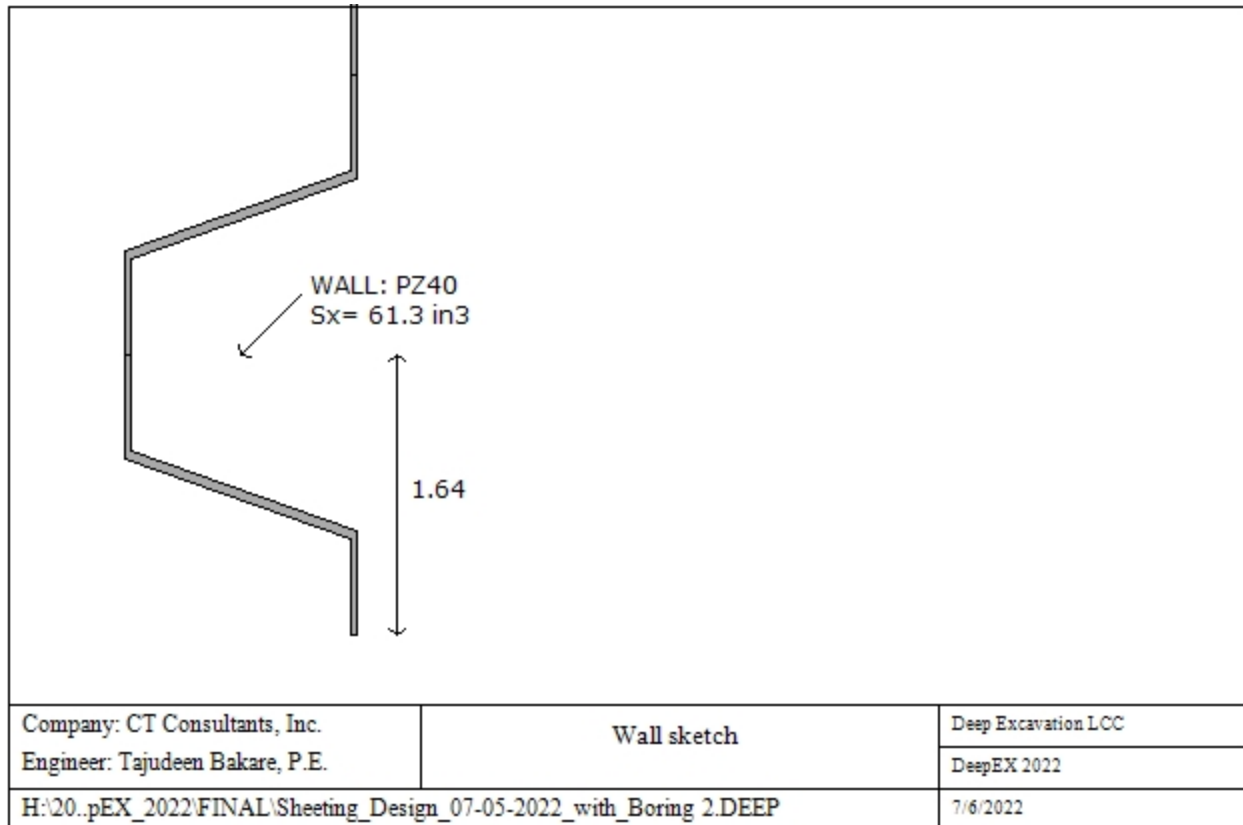 WALL: PZ40
Sx= 61.3 in3
1.64
Company: CT Consultants, Inc.
Engineer: Tajudeen Bakare, P.E.
Wall sketch
Deep Excavation LCC
DeepEX 2022
H:\20..pEX_2022\FINAL\Sheeting_Design_07-05-2022_with_Boring 2.DEEP
7/6/2022